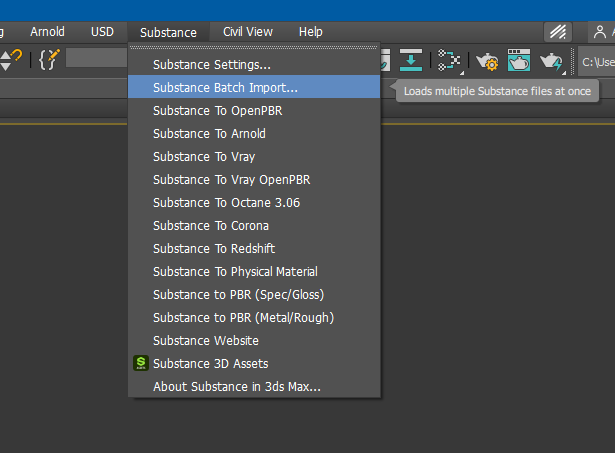 Arnold USD Substance Civil View Help
C:\Use
Substance Settings...
Substance Batch Import...
Loads multiple Substance files at once
Substance To OpenPBR
Substance To Arnold
Substance To Vray
Substance To Vray OpenPBR
Substance To Octane 3.06
Substance To Corona
Substance To Redshift
Substance To Physical Material
Substance to PBR (Spec/Gloss)
Substance to PBR (Metal/Rough)
Substance Website
Substance 3D Assets
About Substance in 3ds Max...